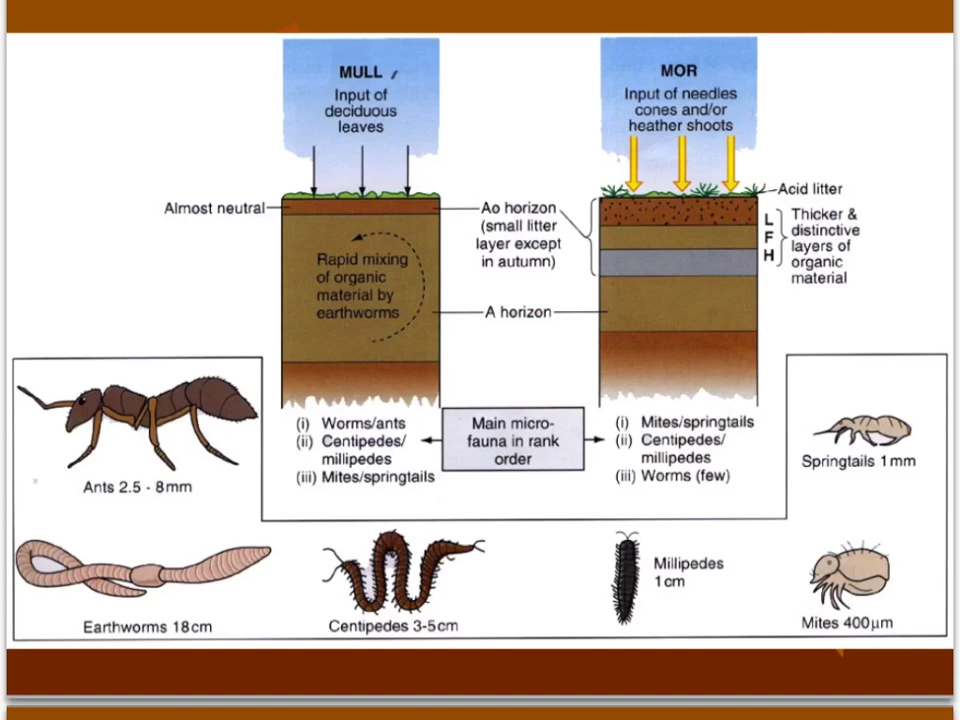 MULL
Input of
deciduous
leaves
MOR
Input of needles
cones and/or
heather shoots
Almost neutral
Ao horizon
(small litter
layer except
in autumn)
Acid litter
L
F
H
Thicker &
distinctive
layers of
organic
material
Rapid mixing
of organic
material by
earthworms
A horizon
(i) Worms/ants
(ii) Centipedes/
millipedes
(iii) Mites/springtails
Main micro-
fauna in rank
order
(i) Mites/springtails
(ii) Centipedes/
millipedes
(iii) Worms (few)
Ants 2.5 - 8mm
Springtails 1mm
Earthworms 18cm
Centipedes 3-5cm
Millipedes
1cm
Mites 400µm